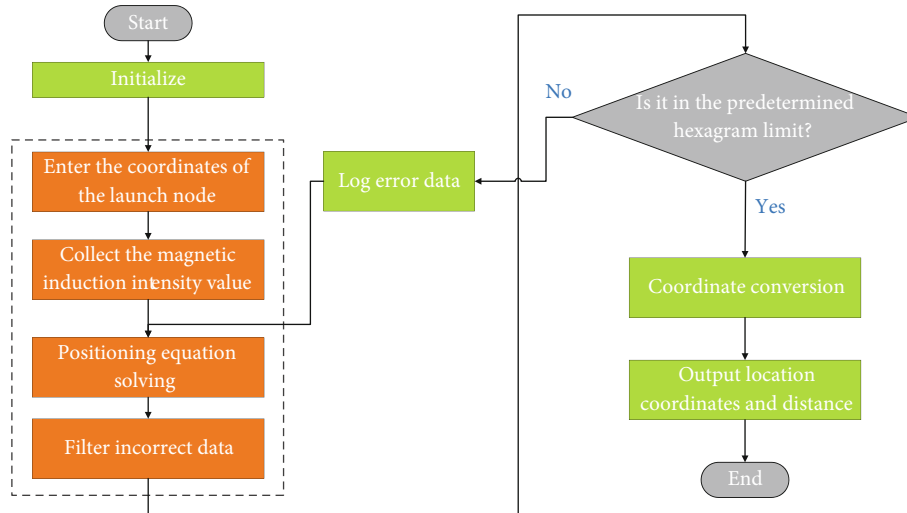 Start
Initialize
Enter the coordinates of
the launch node
Collect the magnetic
induction intensity value
Positioning equation
solving
Filter incorrect data
Log error data
No
Is it in the predetermined
hexagram limit?
Yes
Coordinate conversion
Output location
coordinates and distance
End